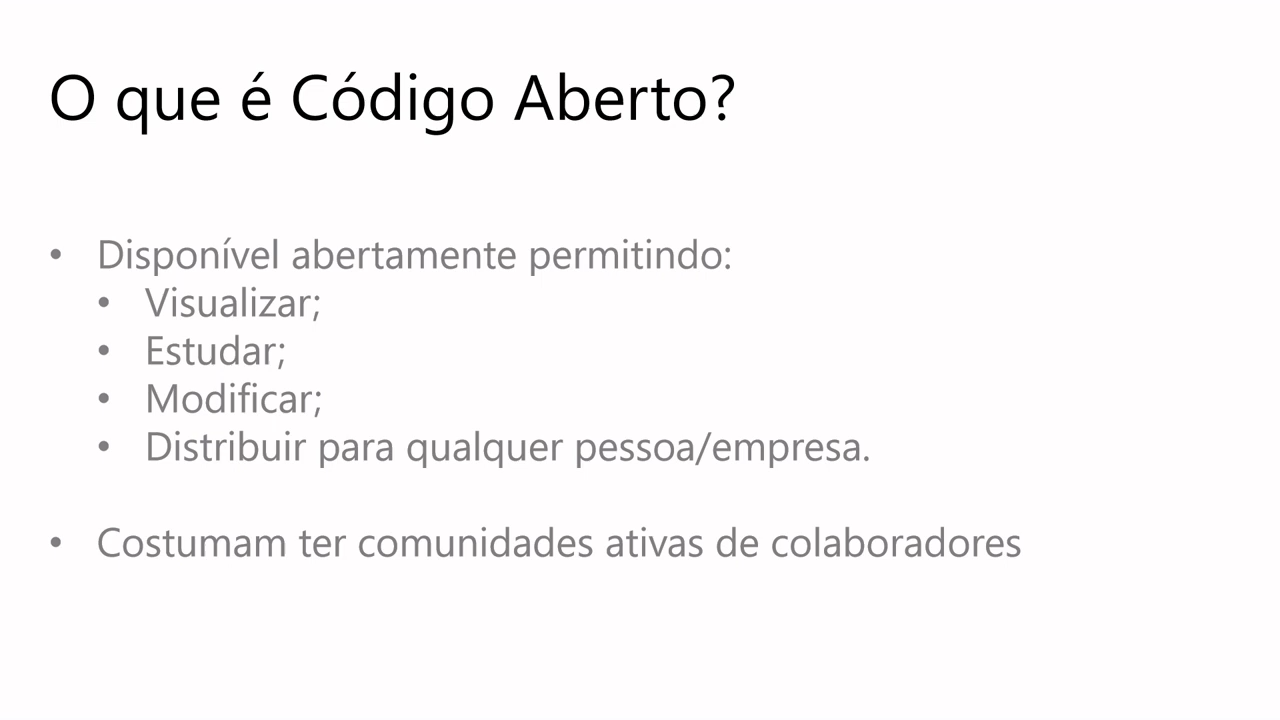 O que é Código Aberto?
• Disponível abertamente permitindo:
• Visualizar;
• Estudar;
• Modificar;
• Distribuir para qualquer pessoa/empresa.
• Costumam ter comunidades ativas de colaboradores